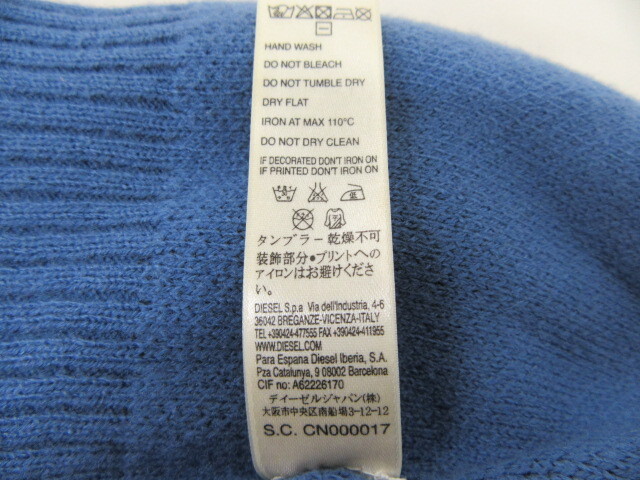 HAND WASH
DO NOT BLEACH
DO NOT TUMBLE DRY
DRY FLAT
IRON AT MAX 110°C
DO NOT DRY CLEAN
IF DECORATED DON'T IRON ON
IF PRINTED DON'T IRON ON
タンブラー乾燥不可
装飾部分•プリントへの
アイロンはお避けくださ
い。
DIESEL S.p.a Via dell'Industria, 4-6
36042 BREGANZE-VICENZA-ITALY
TEL +390424-477555 FAX +390424-411955
WWW.DIESEL.COM
Para Espana Diesel Iberia, S.A.
Pza Catalunya, 9 08002 Barcelona
CIF no: A62226170
ディーゼルジャパン(株)
大阪市中央区南船場3-12-12
S.C. CN000017